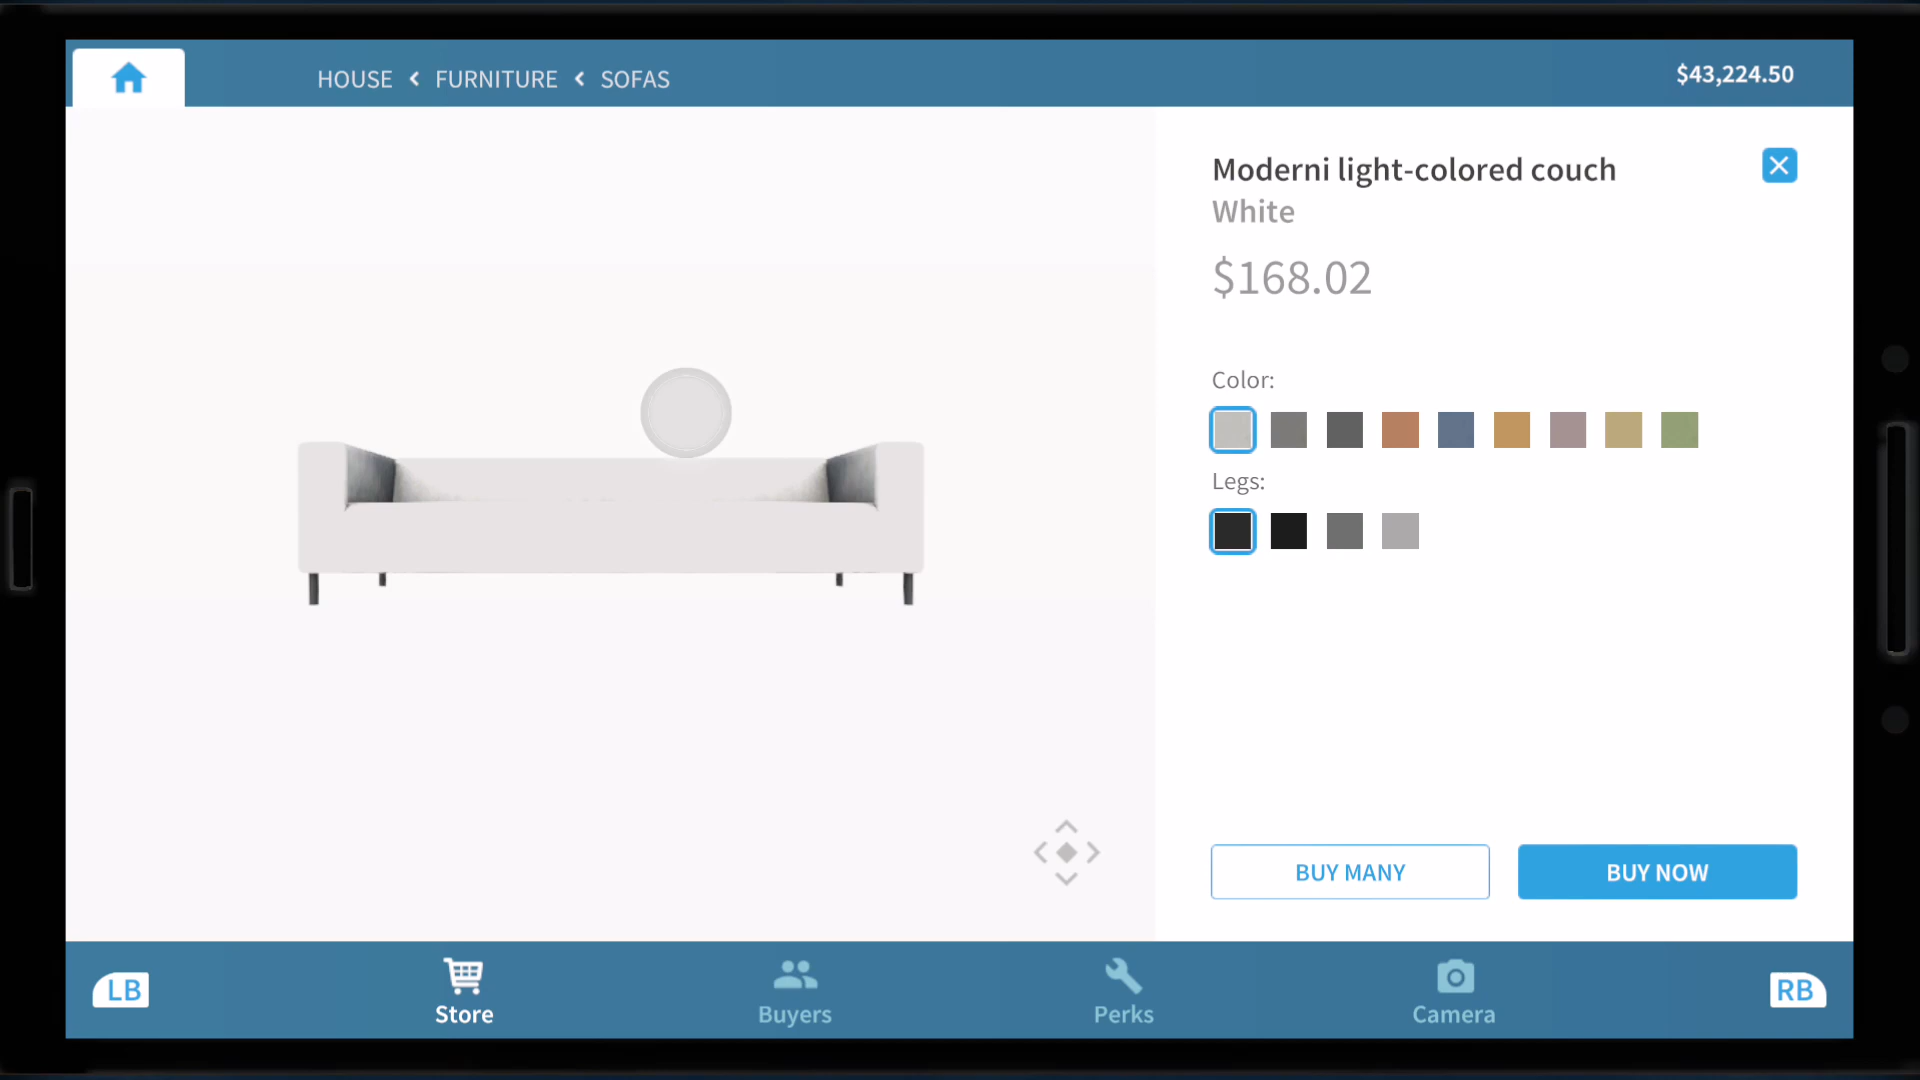 HOUSE < FURNITURE < SOFAS
$43,224.50
Moderni light-colored couch
White
$168.02
Color:
Legs:
BUY MANY
BUY NOW
LB
Store
Buyers
Perks
Camera
RB